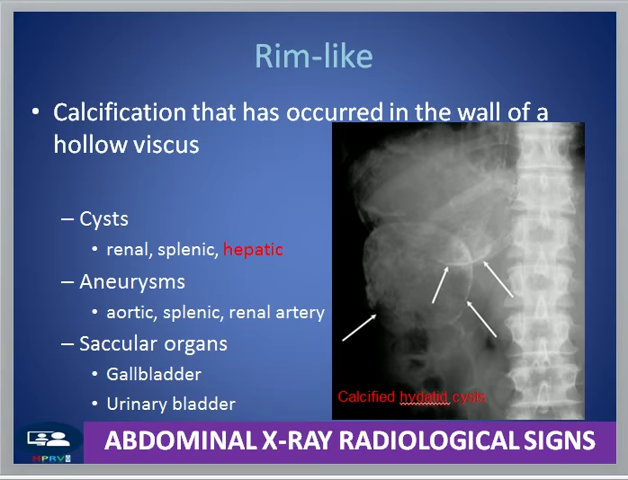 Rim-like
• Calcification that has occurred in the wall of a
hollow viscus
– Cysts
• renal, splenic, hepatic
– Aneurysms
• aortic, splenic, renal artery
– Saccular organs
• Gallbladder
• Urinary bladder
Calcified hydatid cysts
ABDOMINAL X-RAY RADIOLOGICAL SIGNS